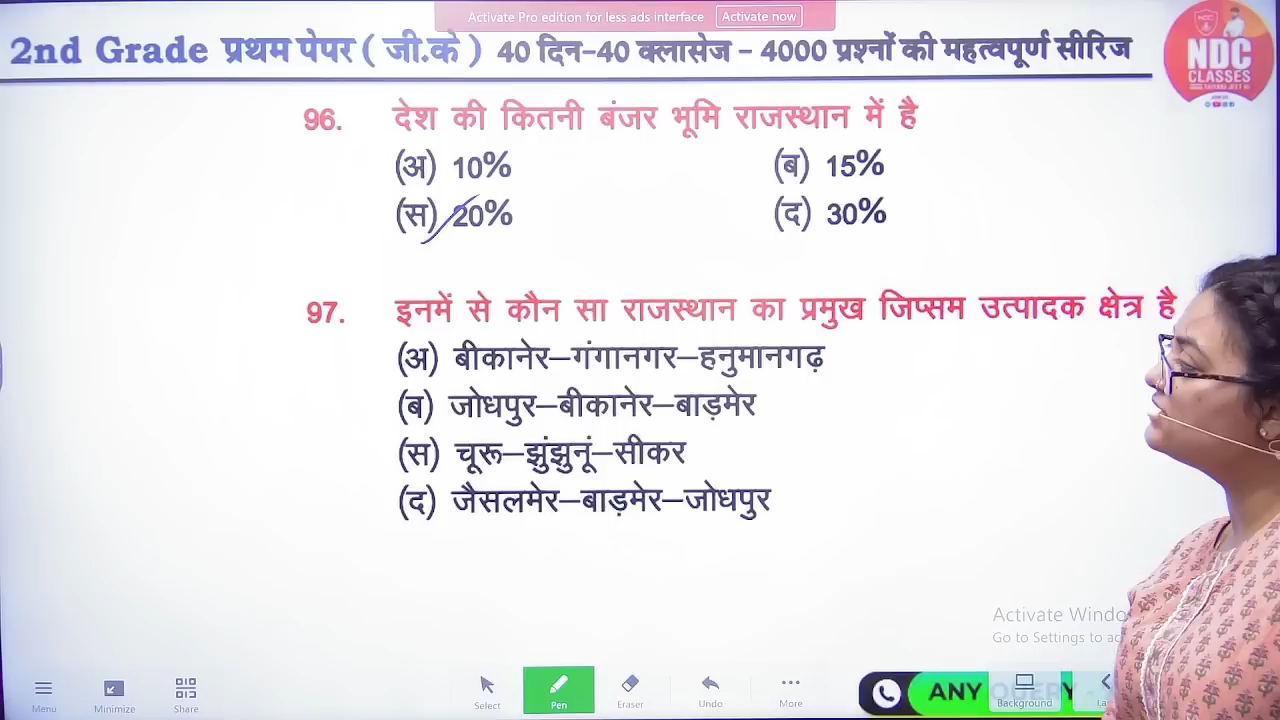 Activate Pro edition for less ads interface Activate now
2nd Grade प्रथम पेपर ( जी.के ) 40 दिन-40 क्लासेज - 4000 प्रश्नों की महत्वपूर्ण सीरिज
NDC
CLASSES
96. देश की कितनी बंजर भूमि राजस्थान में है
(अ) 10% (ब) 15%
(स) 20% (द) 30%
97. इनमें से कौन सा राजस्थान का प्रमुख जिप्सम उत्पादक क्षेत्र है
(अ) बीकानेर–गंगानगर–हनुमानगढ़
(ब) जोधपुर–बीकानेर–बाड़मेर
(स) चूरू–झुंझुनूं–सीकर
(द) जैसलमेर–बाड़मेर–जोधपुर
Activate Windo
Go to Settings to ac
Menu Minimize Share Select Pen Eraser Undo More Background
ANY QUERY